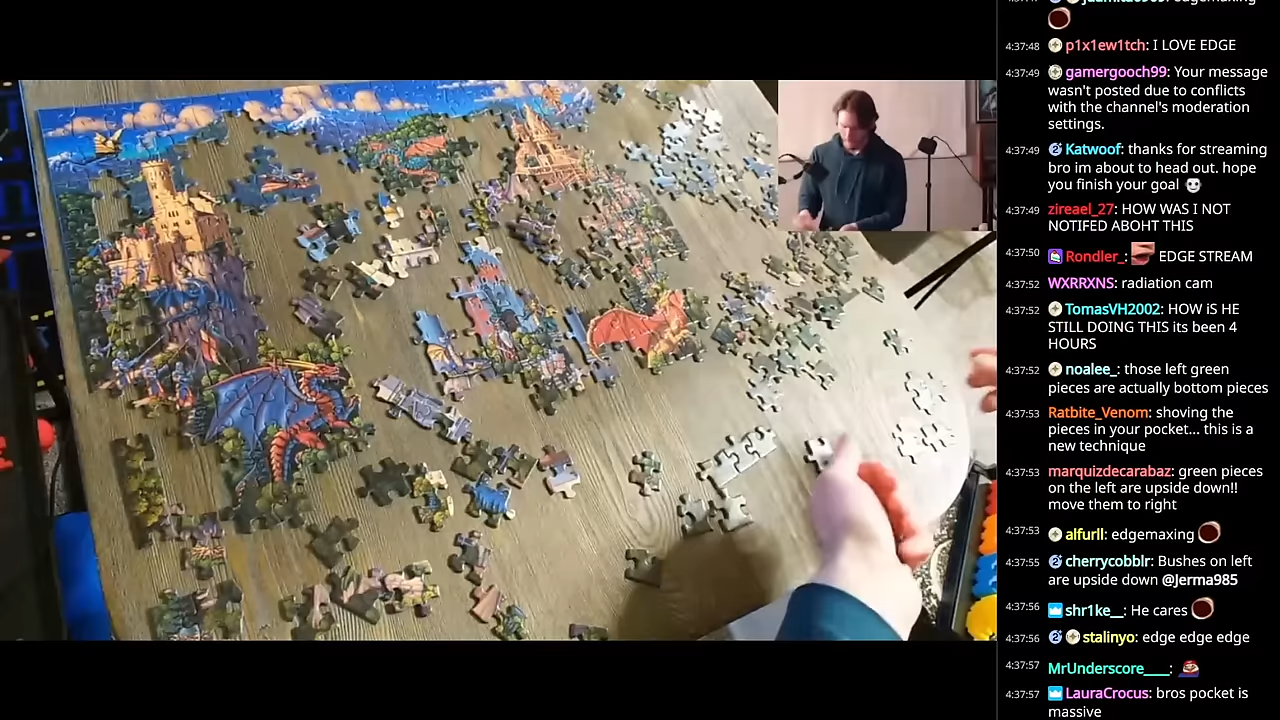 4:37:48 p1x1ew1tch: I LOVE EDGE
4:37:49 gamergooch99: Your message
wasn't posted due to conflicts
with the channel's moderation
settings.
4:37:49 Katwoof: thanks for streaming
bro im about to head out. hope
you finish your goal
4:37:49 zireael_27: HOW WAS I NOT
NOTIFED ABOHT THIS
4:37:50 Rondler_: EDGE STREAM
4:37:52 WXRRXNS: radiation cam
4:37:52 TomasVH2002: HOW iS HE
STILL DOING THIS its been 4
HOURS
4:37:52 noalee_: those left green
pieces are actually bottom pieces
4:37:53 Ratbite_Venom: shoving the
pieces in your pocket... this is a
new technique
4:37:53 marquizdecarabaz: green pieces
on the left are upside down!!
move them to right
4:37:53 alfurll: edgemaxing
4:37:55 cherrycobblr: Bushes on left
are upside down @Jerma985
4:37:56 shr1ke__: He cares
4:37:56 stalinyo: edge edge edge
4:37:57 MrUnderscore____:
4:37:57 LauraCrocus: bros pocket is
massive